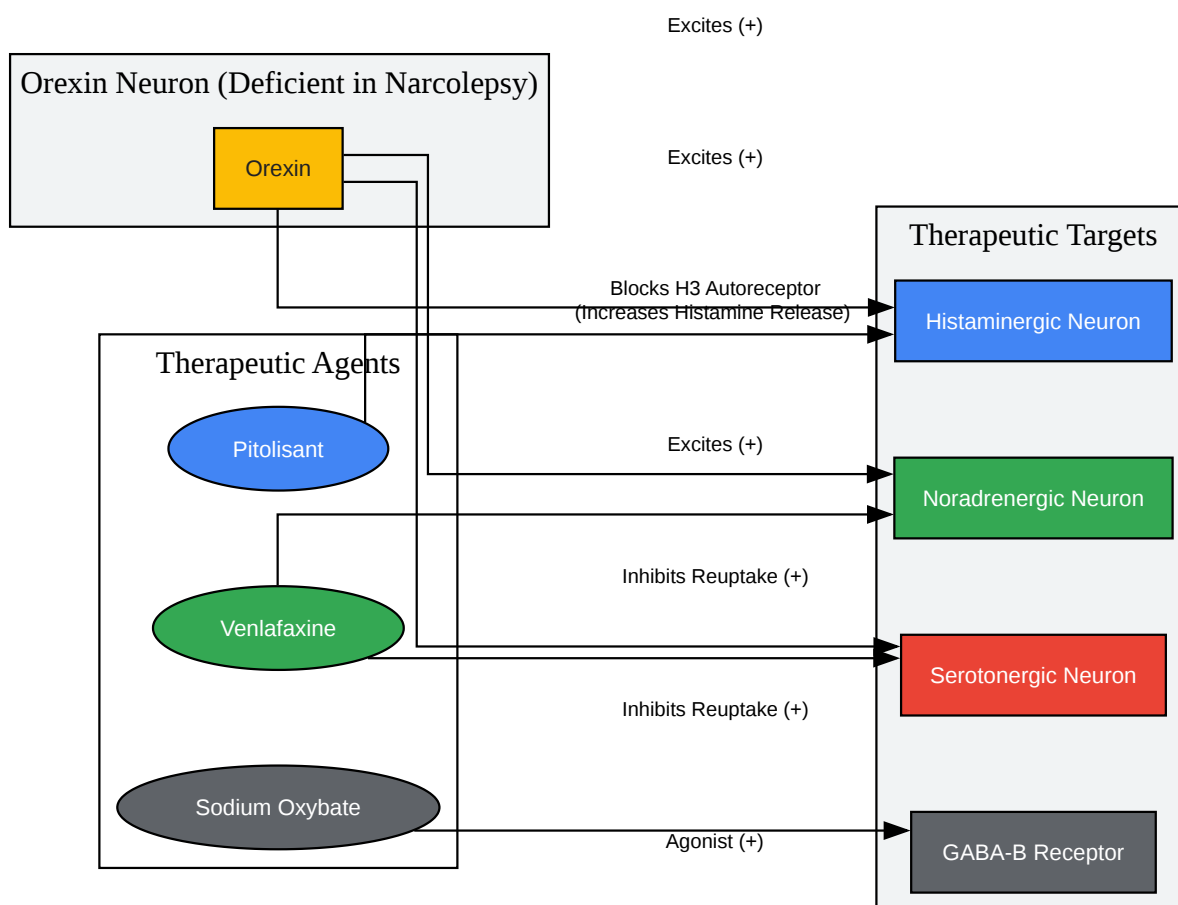 Excites (+)
Orexin Neuron (Deficient in Narcolepsy)
Orexin
Excites (+)
Therapeutic Targets
Blocks H3 Autoreceptor
(Increases Histamine Release)
Histaminergic Neuron
Therapeutic Agents
Pitolisant
Excites (+)
Noradrenergic Neuron
Inhibits Reuptake (+)
Venlafaxine
Serotonergic Neuron
Inhibits Reuptake (+)
Sodium Oxybate
Agonist (+)
GABA-B Receptor